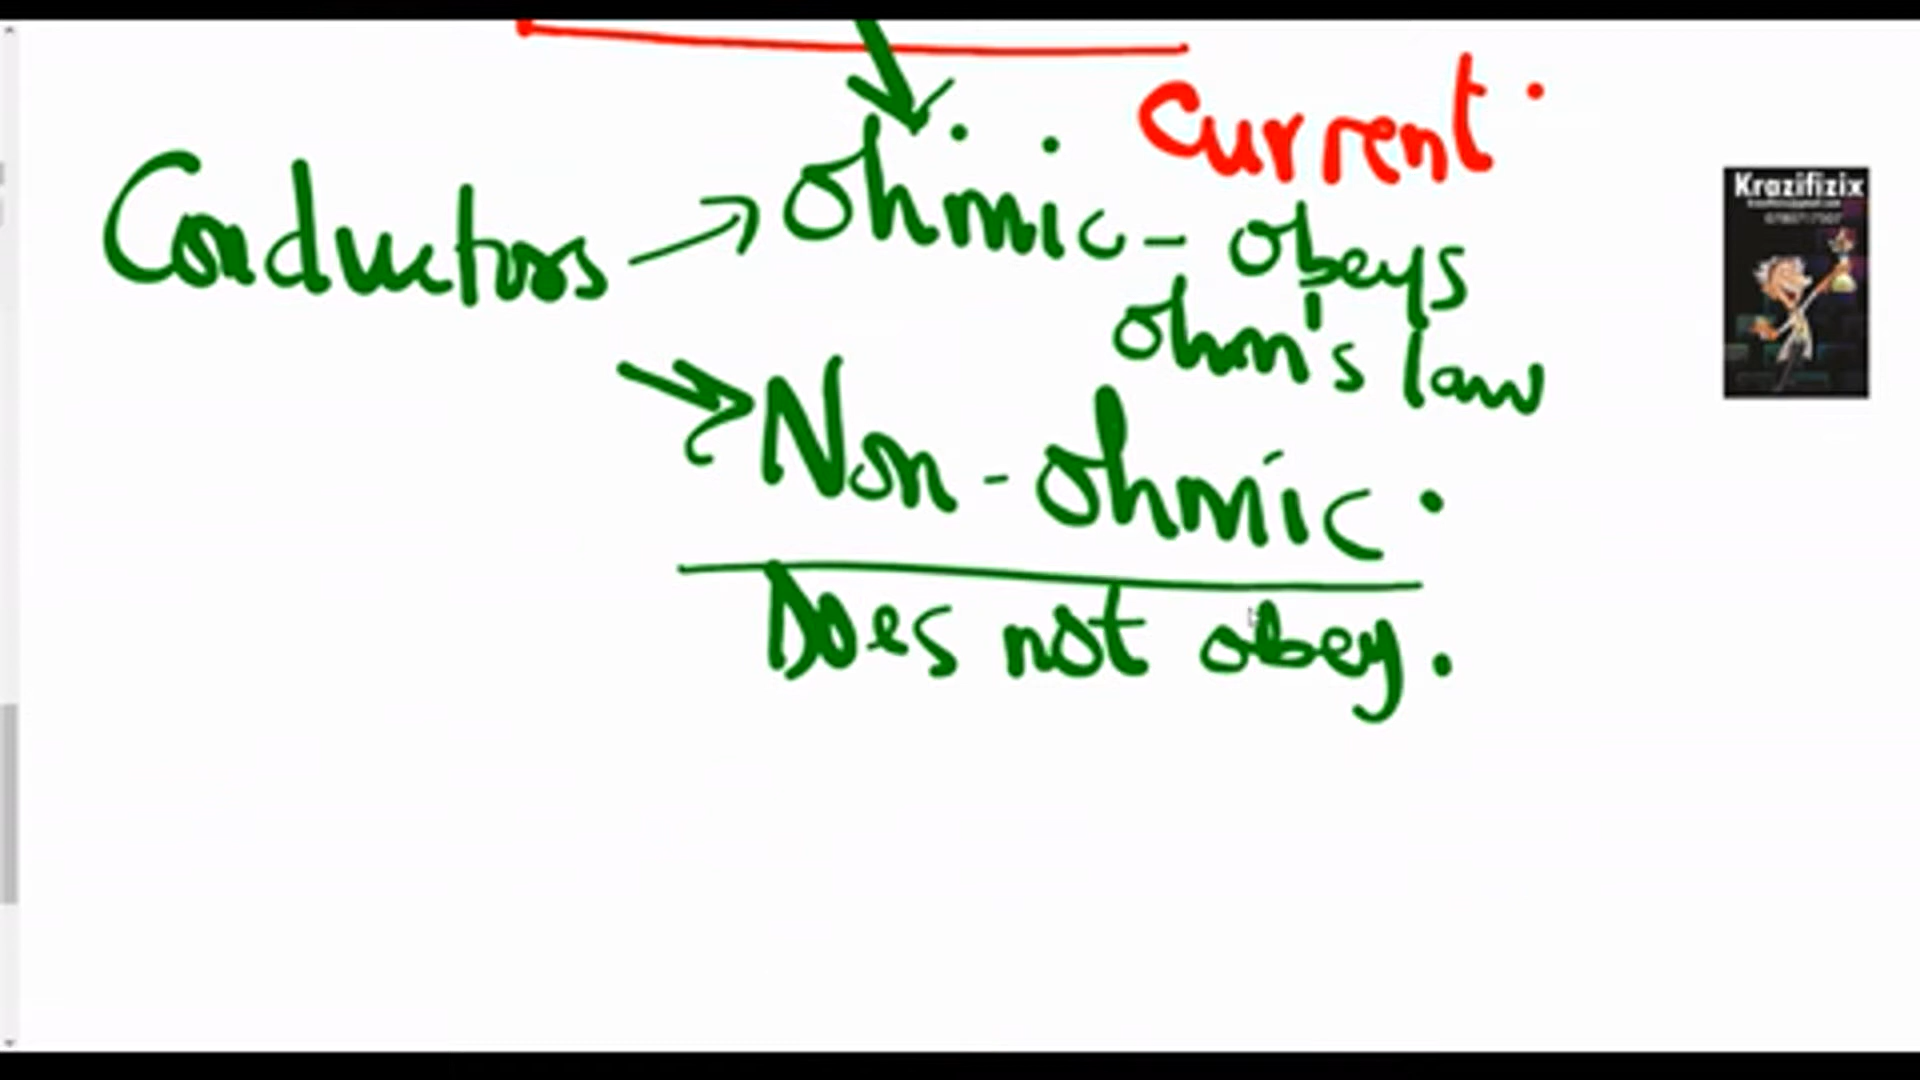 Current.
Conductors → Ohmic - obeys
ohm's law
Non-ohmic.
Does not obey.
Krazifizix